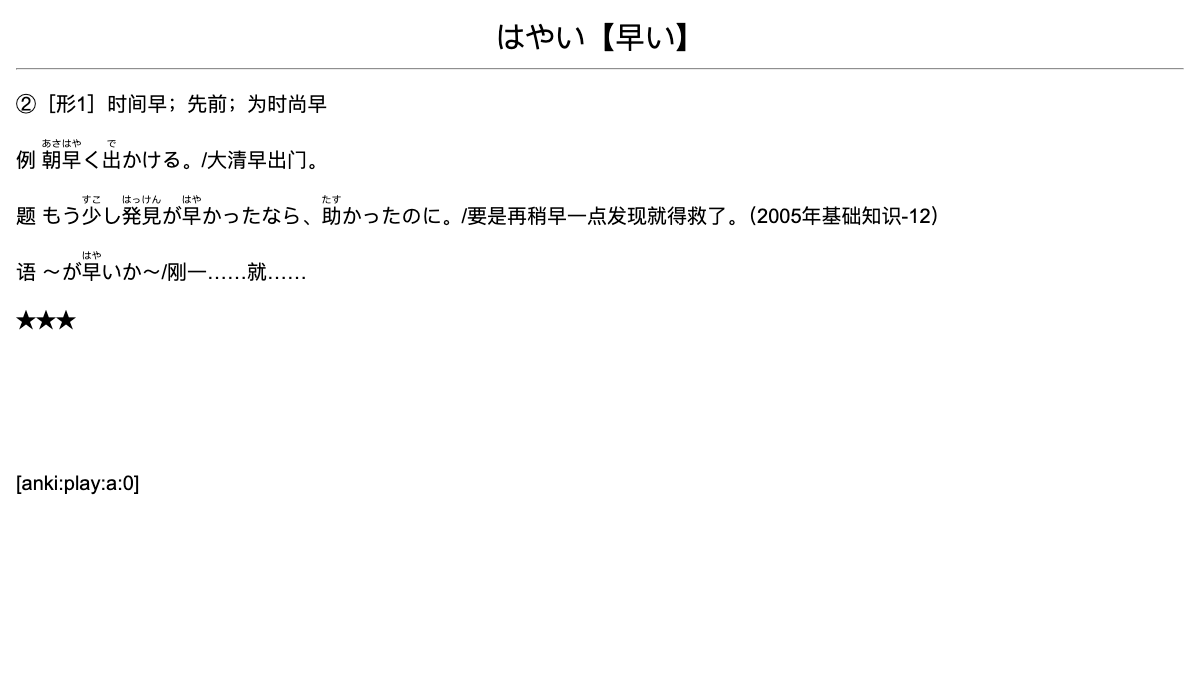 はやい【早い】
②［形1］时间早；先前；为时尚早
あさはや で
例 朝早く出かける。/大清早出门。
すこ はっけん はや たす
题 もう少し発見が早かったなら、助かったのに。/要是再稍早一点发现就得救了。（2005年基础知识-12）
はや
语 〜が早いか〜/刚一……就……
★★★
[anki:play:a:0]